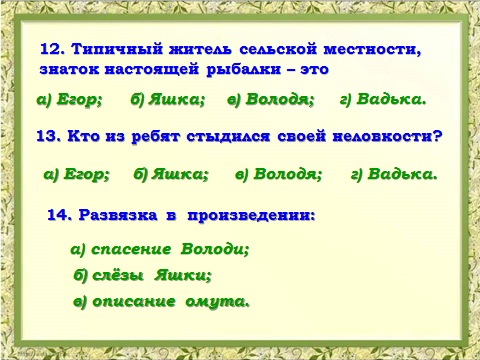 12. Типичный житель сельской местности,
знаток настоящей рыбалки – это
а) Егор; б) Яшка; в) Володя; г) Вадька.
13. Кто из ребят стыдился своей неловкости?
а) Егор; б) Яшка; в) Володя; г) Вадька.
14. Развязка в произведении:
а) спасение Володи;
б) слёзы Яшки;
в) описание омута.